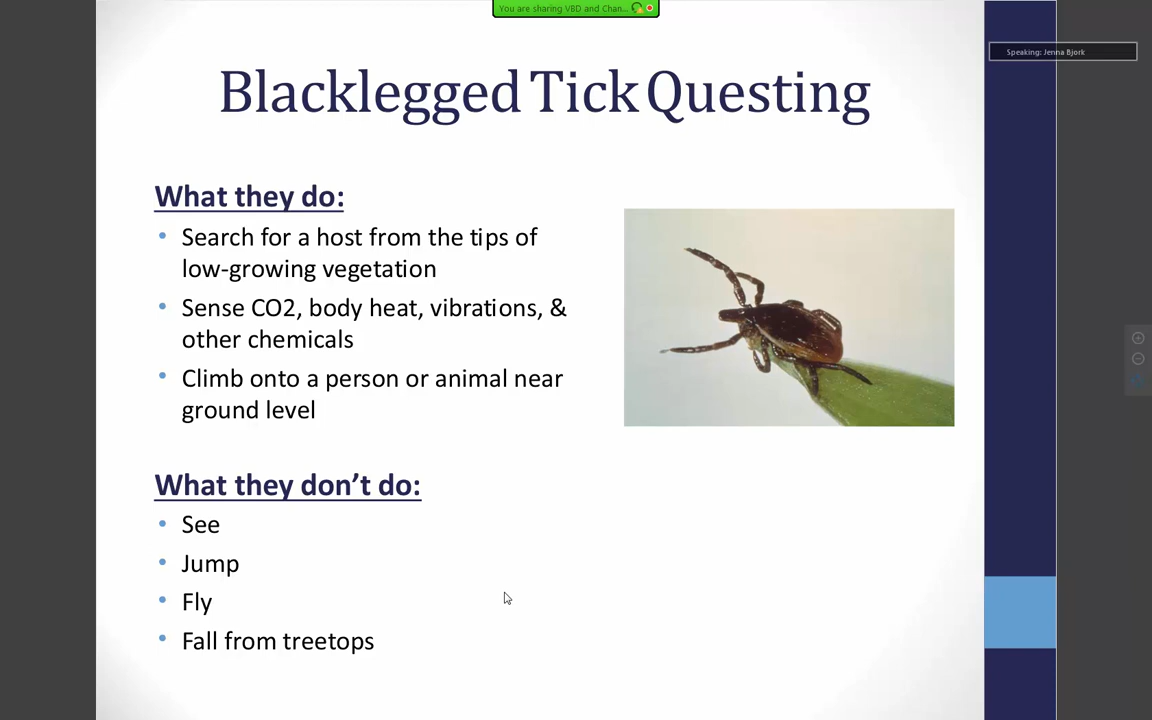 You are sharing VBD and Chan...
Speaking: Jenna Bjork
Blacklegged Tick Questing
What they do:
• Search for a host from the tips of
low-growing vegetation
• Sense CO2, body heat, vibrations, &
other chemicals
• Climb onto a person or animal near
ground level
What they don’t do:
• See
• Jump
• Fly
• Fall from treetops